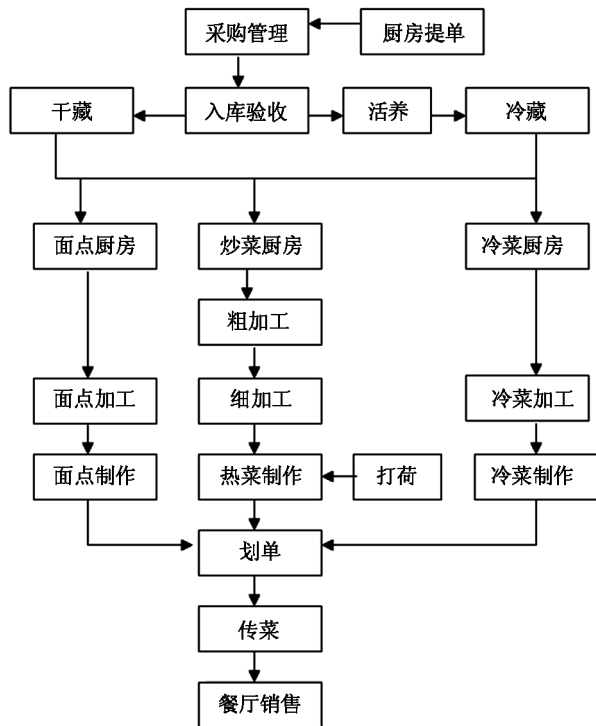 采购管理
厨房提单
干藏
入库验收
活养
冷藏
面点厨房
炒菜厨房
冷菜厨房
粗加工
面点加工
细加工
冷菜加工
面点制作
热菜制作
打荷
冷菜制作
划单
传菜
餐厅销售